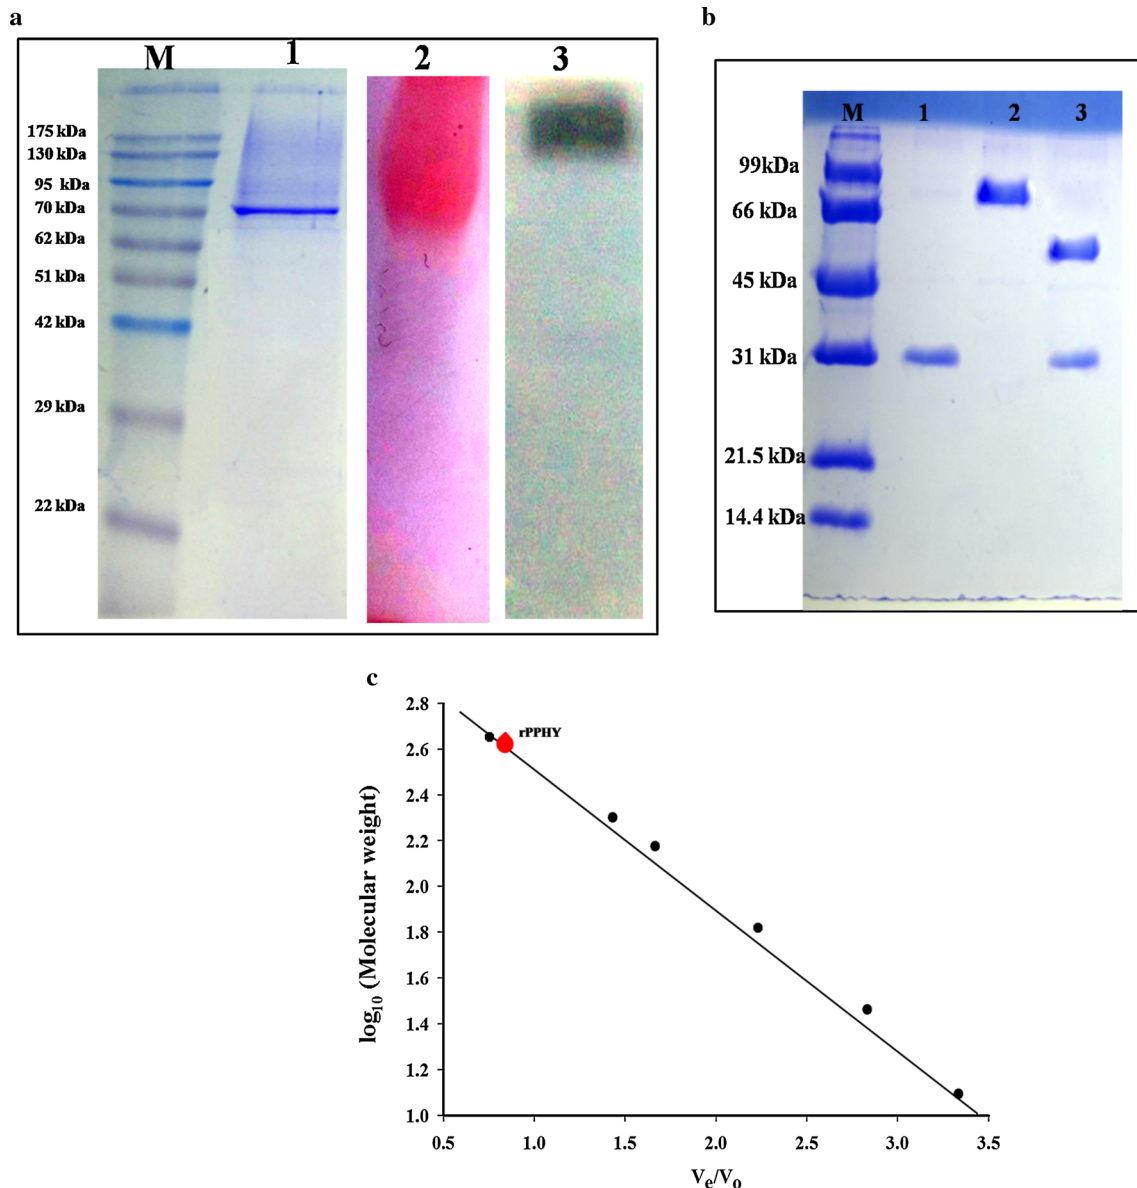 a
M 1 2 3
175 kDa
130 kDa
95 kDa
70 kDa
62 kDa
51 kDa
42 kDa
29 kDa
22 kDa
b
M 1 2 3
99kDa
66 kDa
45 kDa
31 kDa
21.5 kDa
14.4 kDa
c
log10 (Molecular weight)
2.8
2.6
2.4
2.2
2.0
1.8
1.6
1.4
1.2
1.0
rPPHY
0.5 1.0 1.5 2.0 2.5 3.0 3.5
Ve/Vo